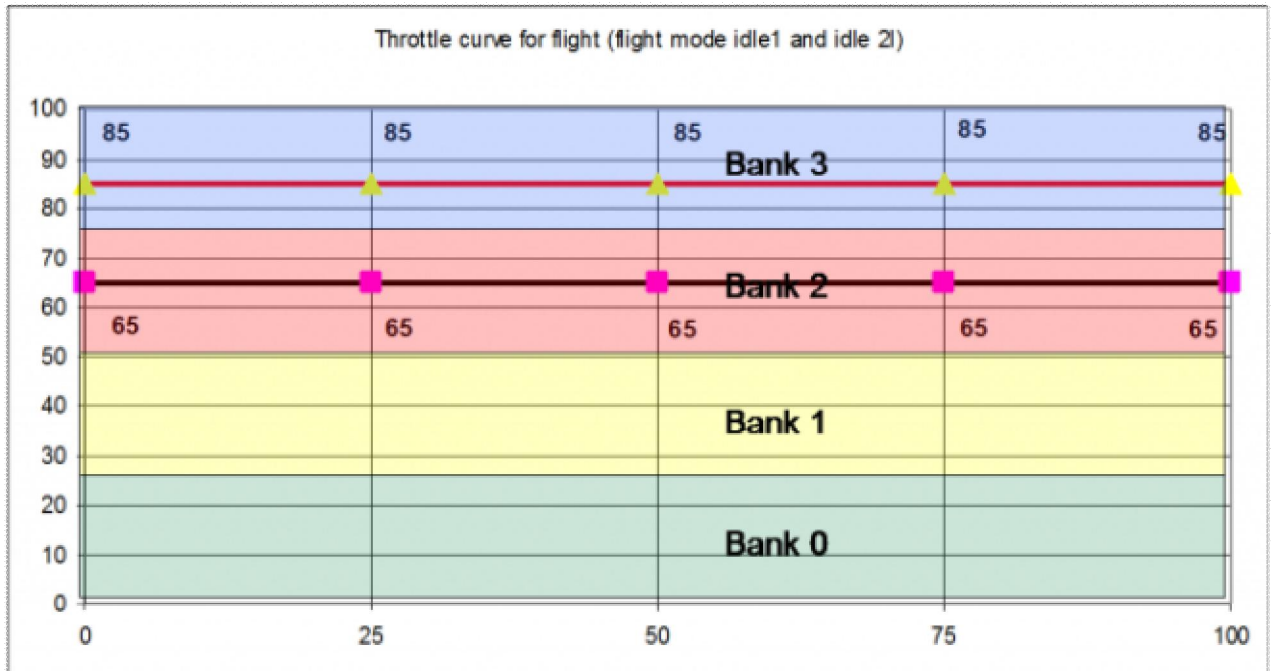 Throttle curve for flight (flight mode idle1 and idle 2l)
100
85 85 85 85 85
90
Bank 3
80
70
Bank 2
60
65 65 65 65 65
50
40
Bank 1
30
20
Bank 0
10
0
0 25 50 75 100